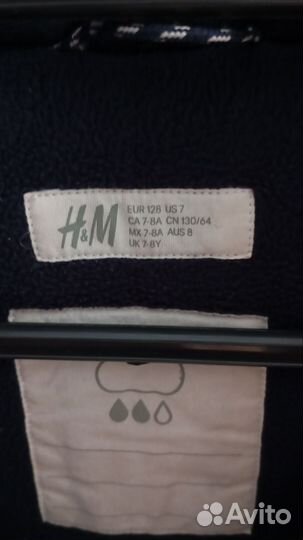 H&M
EUR 128 US 7
CA 7-8A CN 130/64
MX 7-8A AUS 8
UK 7-8Y
Avito